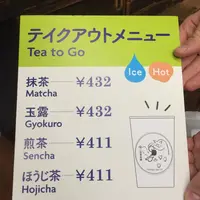 テイクアウトメニュー
Tea to Go
Ice Hot
抹茶 ¥432
Matcha
玉露 ¥432
Gyokuro
煎茶 ¥411
Sencha
ほうじ茶 ¥411
Hojicha